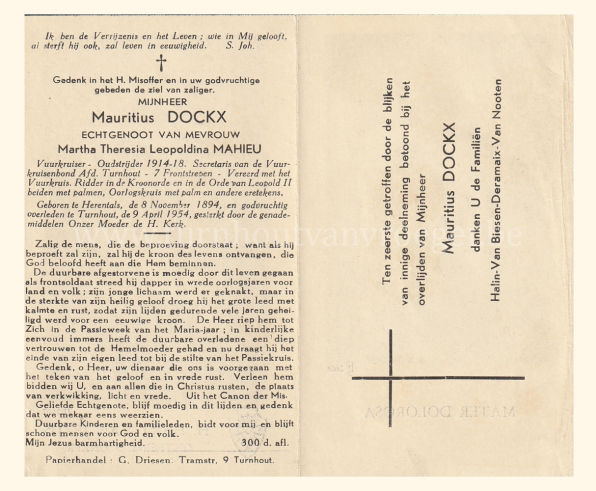 Ik ben de Verrijzenis en het Leven ; wie in Mij gelooft,
al sterft hij ook, zal leven in eeuwigheid. S. Joh.
Gedenk in het H. Misoffer en in uw godvruchtige
gebeden de ziel van zaliger.
MIJNHEER
Mauritius DOCKX
ECHTGENOOT VAN MEVROUW
Martha Theresia Leopoldina MAHIEU
Vuurkruiser - Oudstrijder 1914-18. Secretaris van de Vuur-
kruisenbond Afd. Turnhout - 7 Frontstrepen - Vereerd met het
Vuurkruis. Ridder in de Kroonorde en in de Orde van Leopold II
beiden met palmen, Oorlogskruis met palm en andere eretekens.
Geboren te Herentals, de 8 November 1894, en godvruchtig
overleden te Turnhout, de 9 April 1954, gesterkt door de genade-
middelen Onzer Moeder de H. Kerk.
Zalig de mens, die de beproeving doorstaat ; want als hij
beproeft zal zijn, zal hij de kroon des levens ontvangen, die
God beloofd heeft aan die Hem beminnen.
De duurbare afgestorvene is moedig door dit leven gegaan
als frontsoldaat streed hij dapper in wrede oorlogsjaren voor
land en volk ; zijn jonge lichaam werd er geknakt, maar in
de sterkte van zijn heilig geloof droeg hij het grote leed met
kalmte en rust, zodat zijn lijden gedurende vele jaren geheil-
ligd werd voor een eeuwige kroon. De Heer riep hem tot
Zich in de Passieweek van het Maria-jaar ; in kinderlijke
eenvoud immers heeft de duurbare overledene een diep
vertrouwen tot de Hemelmoeder gehad en nu draagt hij het
einde van zijn eigen leed tot bij de stilte van het Passiekruis.
Gedenk, o Heer, uw dienaar die ons is voorgegaan met
het teken van het geloof en in vrede rust. Verleen hem
bidden wij U, en aan allen die in Christus rusten, de plaats
van verkwikking, licht en vrede. Uit het Canon der Mis.
Geliefde Echtgenote, blijf moedig in dit lijden en gedenk
dat we mekaar eens weerzien.
Duurbare Kinderen en familieleden, bidt voor mij en blijft
schone mensen voor God en volk.
Mijn Jezus barmhartigheid. 300 d. afl.
Papierhandel - G. Driesen. Tramstr, 9 Turnhout.
Ten zeerste getroffen door de blijken
van innige deelneming betoond bij het
overlijden van Mijnheer
Mauritius DOCKX
danken U de Familiën
Halin-Van Biesen-Deramaix-Van Nooten
MATER DOLOROSA